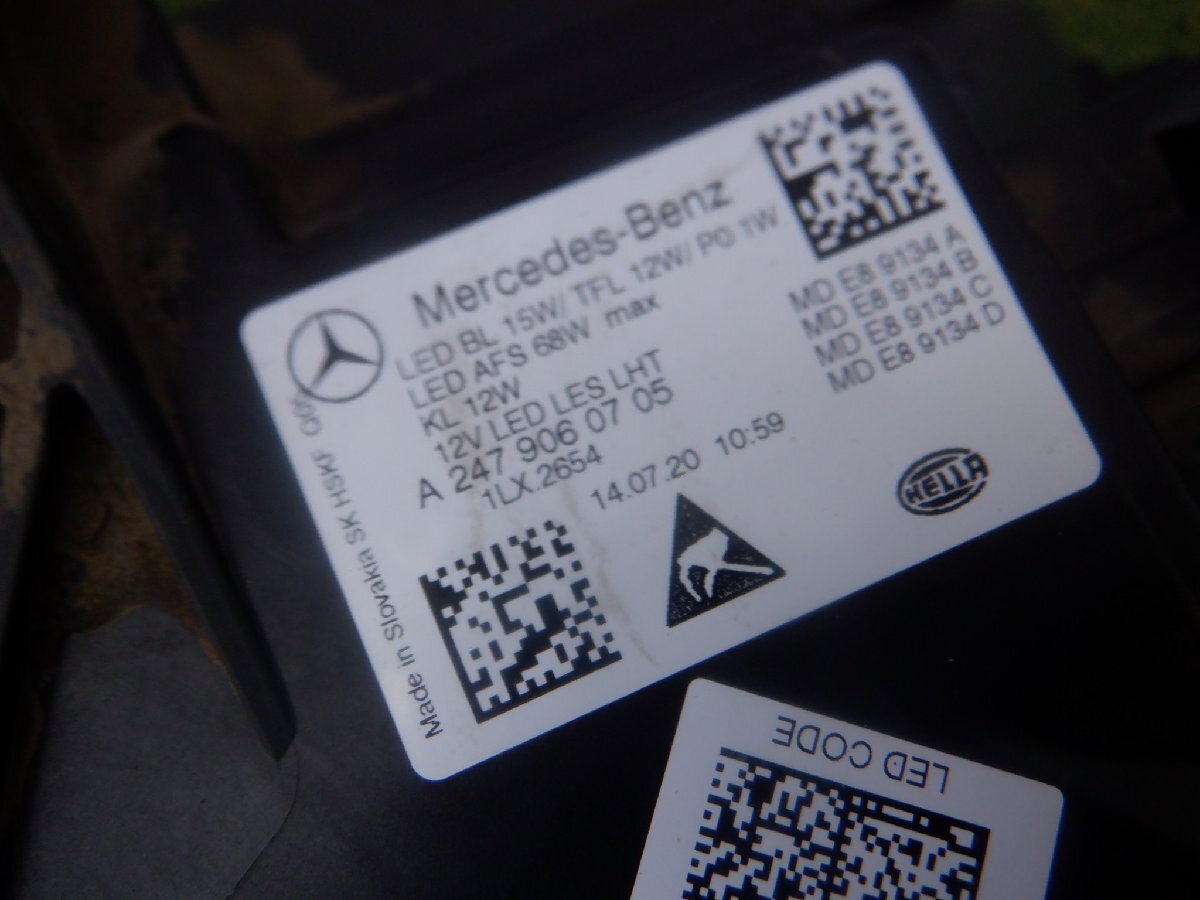 Mercedes-Benz
LED BL 15W/ TFL 12W/ PO 1W
LED AFS 68W max
KL 12W
12V LED LES LHT
A 247 906 07 05
1LX.2654
14.07.20 10:59
MD E8 9134 A
MD E8 9134 B
MD E8 9134 C
MD E8 9134 D
HELLA
Made in Slovakia SK HSKF
LED CODE